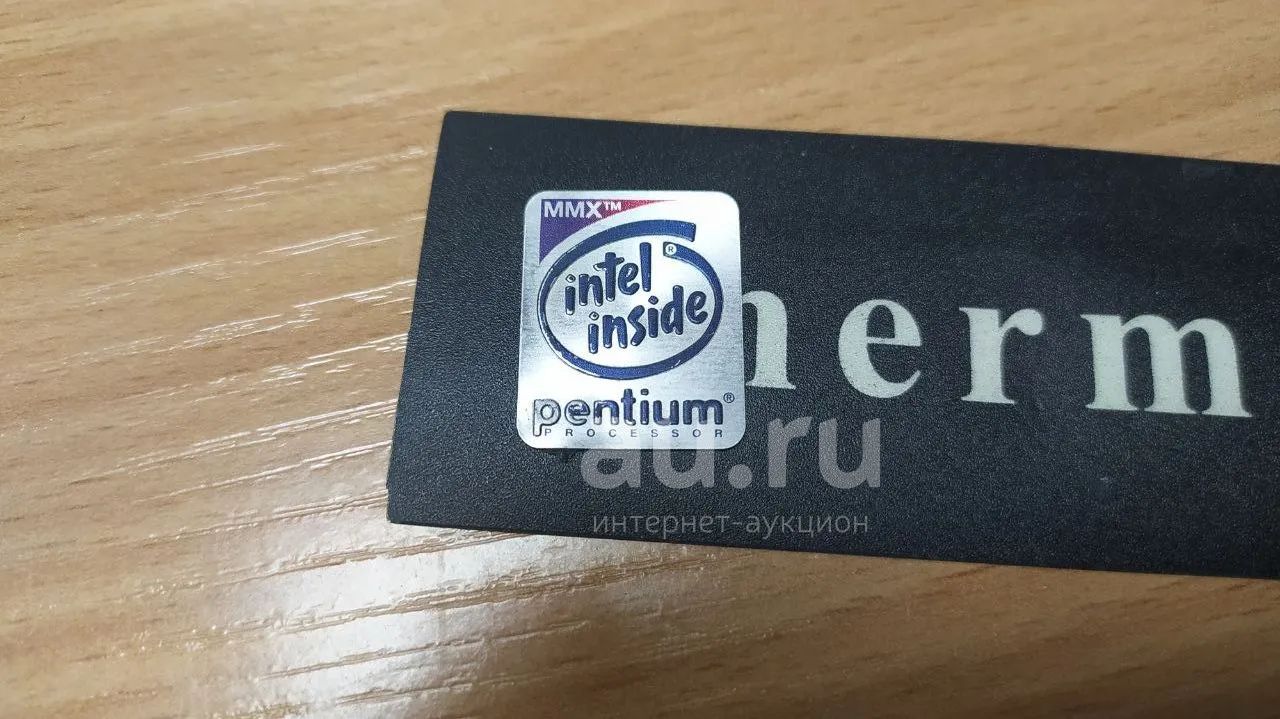 MMX™
intel®
inside
pentium®
PROCESSOR
herm
au.ru
интернет-аукцион